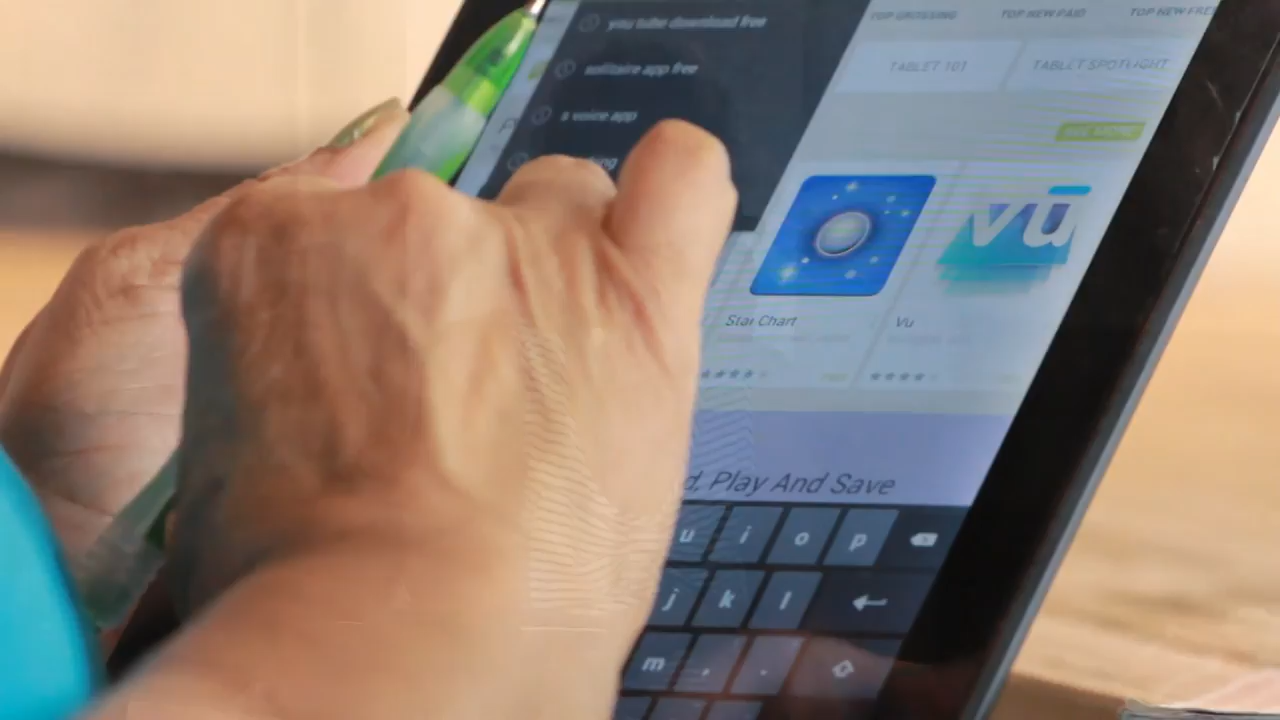 you tube download free
solitaire app free
a voice app
TOP GROSSING TOP NEW PAID TOP NEW FREE
TABLET 101 TABLET SPOTLIGHT
SEE MORE
vū
Star Chart Vu
d, Play And Save
u i o p
j k l
m , .